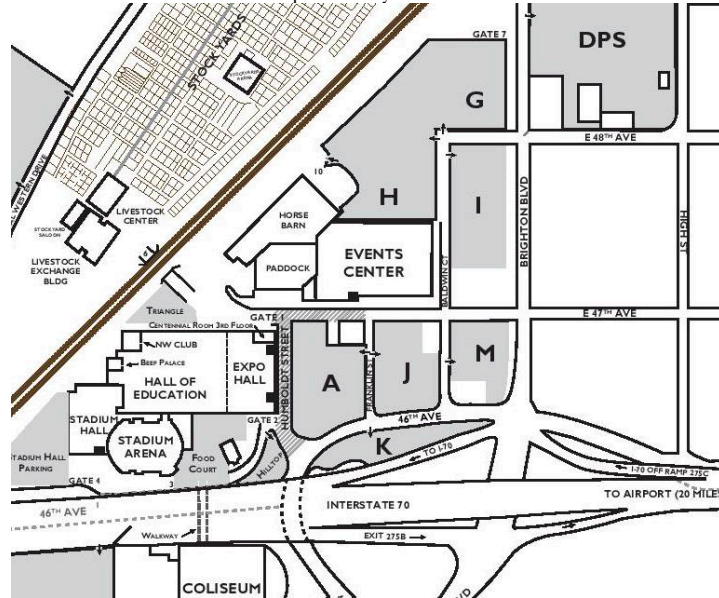 GATE 7
DPS
STOCK YARDS
G
E 48TH AVE
10
H
I
LIVESTOCK
CENTER
STOCK YARD
SALOON
LIVESTOCK
EXCHANGE
BLDG
HORSE
BARN
PADDOCK
EVENTS
CENTER
BALDWIN CT
BRIGHTON BLVD
HIGH ST
TRIANGLE
GATE 1
E 47TH AVE
CENTENNIAL ROOM 3RD FLOOR
NW CLUB
BEEF PALACE
HALL OF
EDUCATION
EXPO
HALL
HUMBOLDT STREET
A
FRANKLIN ST
J
M
STADIUM
HALL
STADIUM
ARENA
GATE 2
46TH AVE
FOOD
COURT
HILLTOP
K
TO I-70
STADIUM HALL
PARKING
GATE 4
3
I-70 OFF RAMP 275C
TO AIRPORT (20 MILES
46TH AVE
INTERSTATE 70
WALKWAY
EXIT 275B
COLISEUM